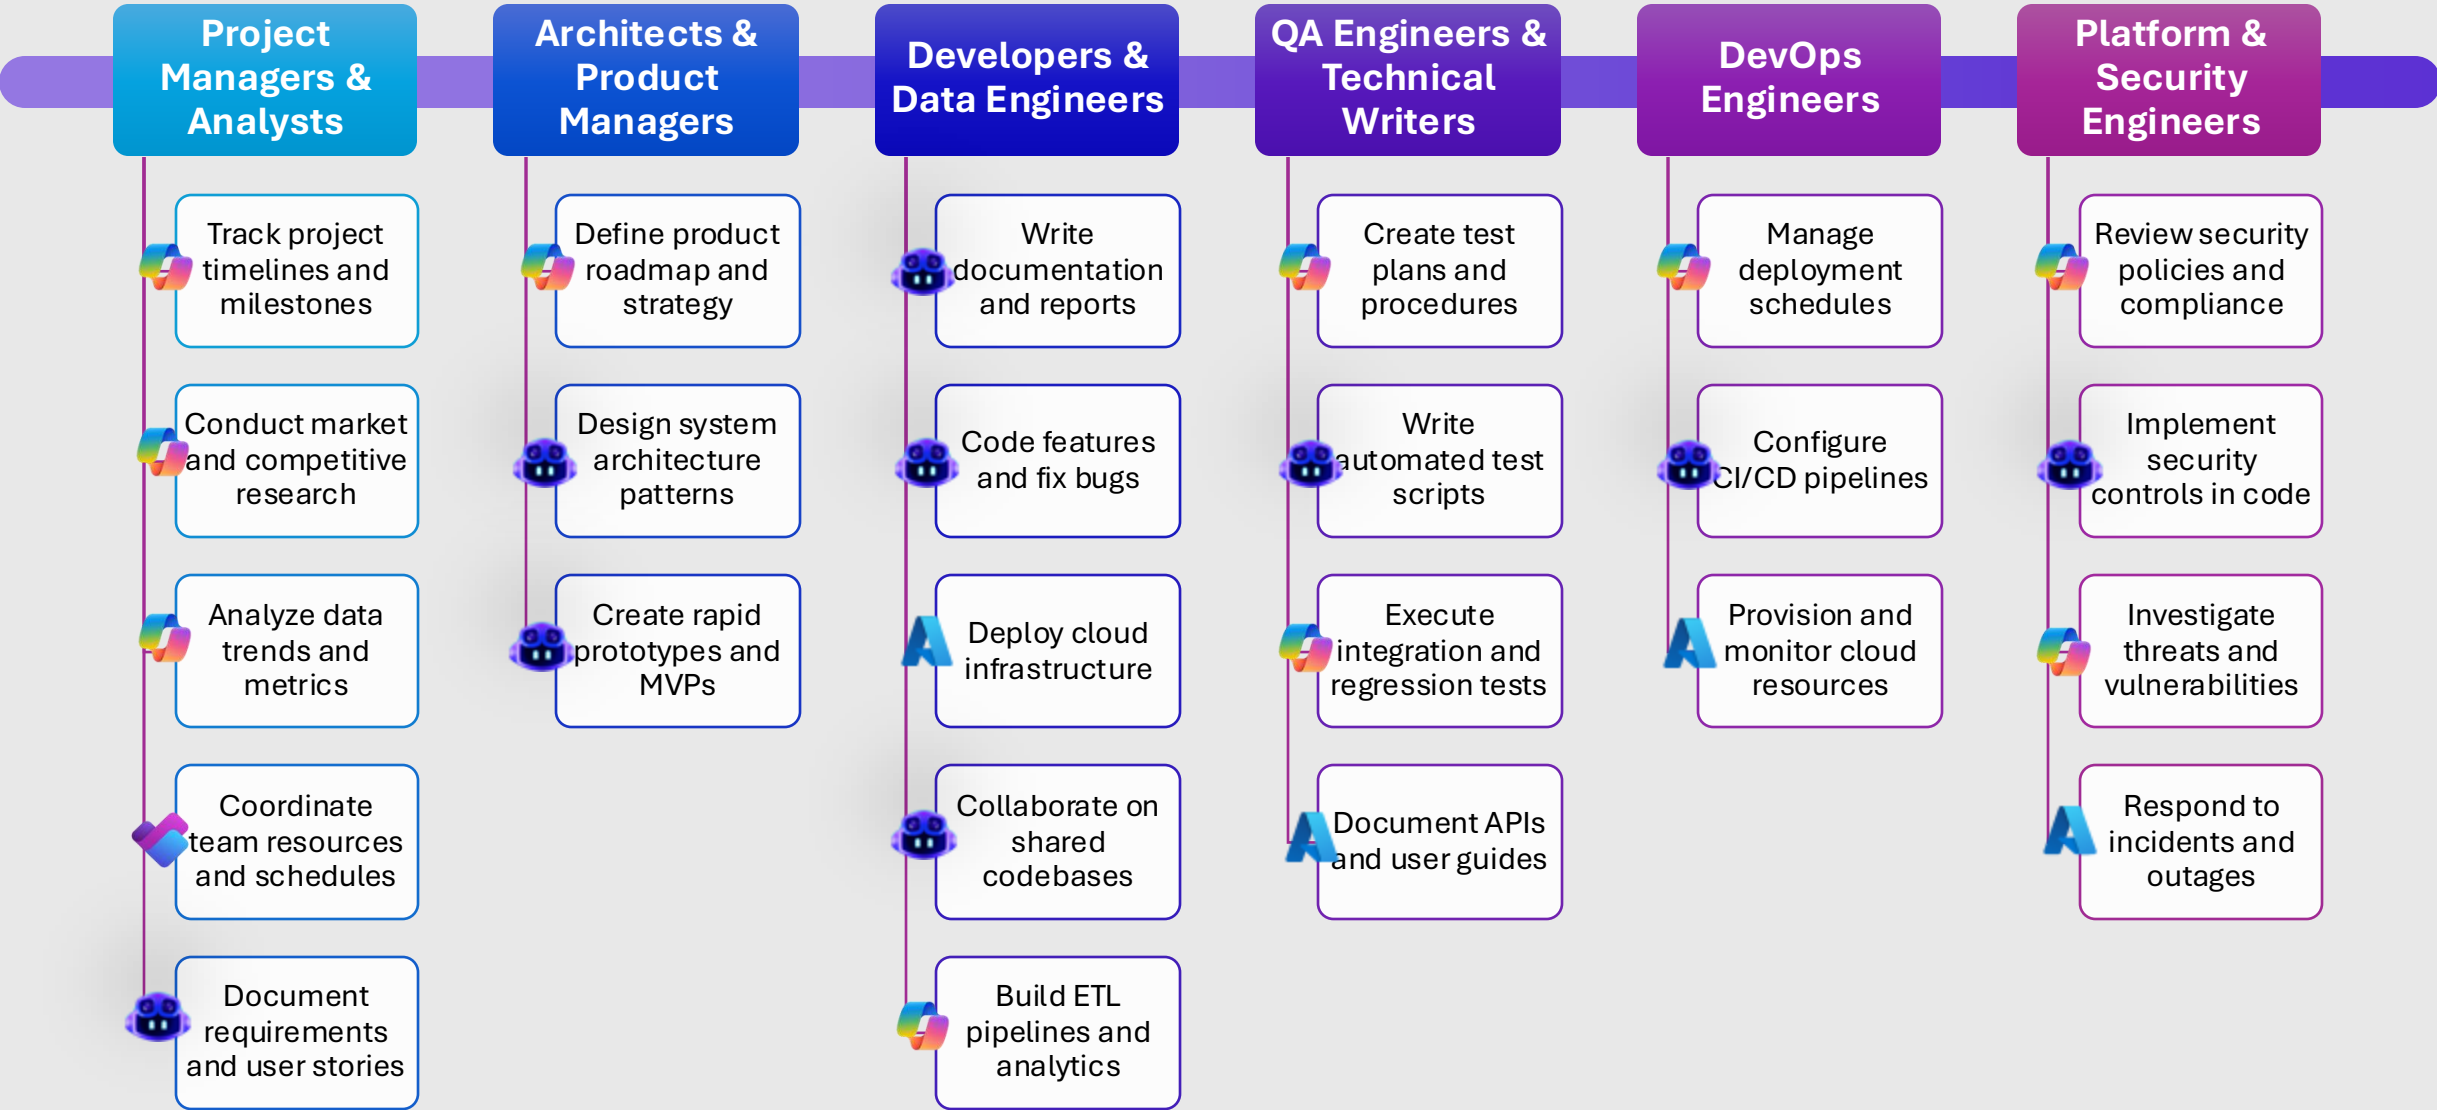 Project
Managers &
Analysts
Track project
timelines and
milestones
Conduct market
and competitive
research
Analyze data
trends and
metrics
Coordinate
team resources
and schedules
Document
requirements
and user stories
Architects &
Product
Managers
Define product
roadmap and
strategy
Design system
architecture
patterns
Create rapid
prototypes and
MVPs
Developers &
Data Engineers
Write
documentation
and reports
Code features
and fix bugs
Deploy cloud
infrastructure
Collaborate on
shared
codebases
Build ETL
pipelines and
analytics
QA Engineers &
Technical
Writers
Create test
plans and
procedures
Write
automated test
scripts
Execute
integration and
regression tests
Document APIs
and user guides
DevOps
Engineers
Manage
deployment
schedules
Configure
CI/CD pipelines
Provision and
monitor cloud
resources
Platform &
Security
Engineers
Review security
policies and
compliance
Implement
security
controls in code
Investigate
threats and
vulnerabilities
Respond to
incidents and
outages